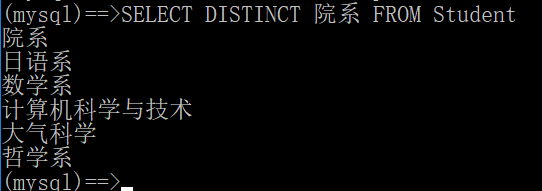 (mysql)==>SELECT DISTINCT 院系 FROM Student
院系
日语系
数学系
计算机科学与技术
大气科学
哲学系
(mysql)==>